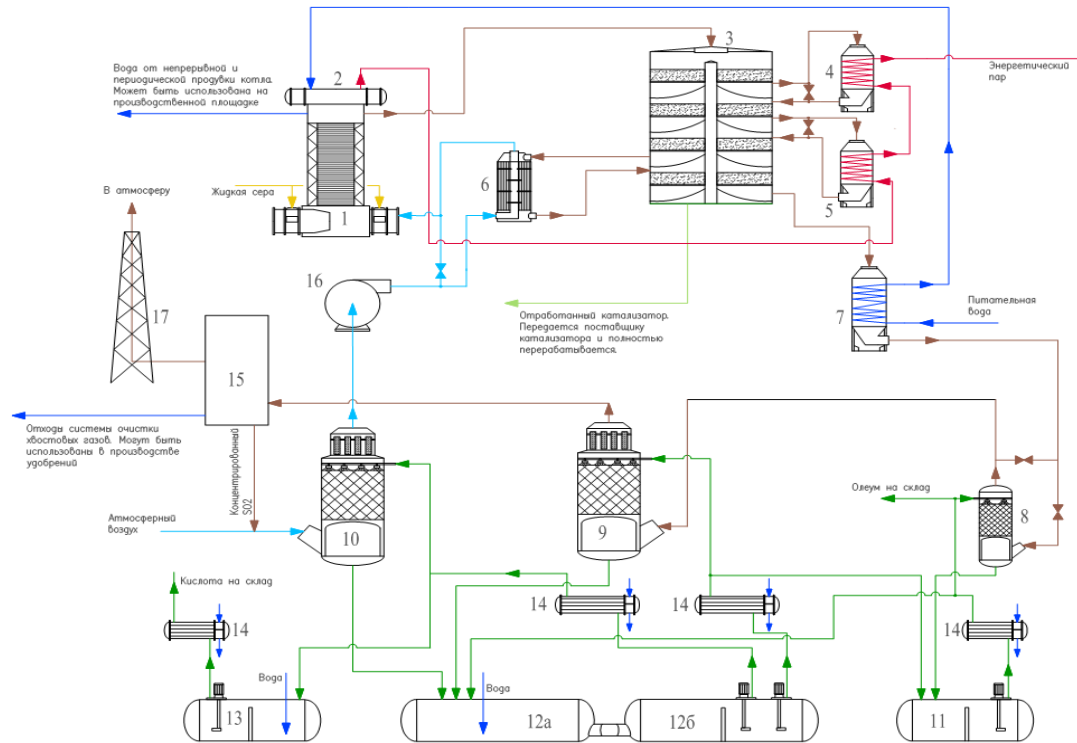 Вода от непрерывной и
периодической продувки котла.
Может быть использована на
производственной площадке
2
3
4
Энергетический
пар
В атмосферу
Жидкая сера
1
6
5
16
17
Отработанный катализатор.
Передается поставщику
катализатора и полностью
перерабатывается.
7
Питательная
вода
15
Отходы системы очистки
хвостовых газов. Могут быть
использованы в производстве
удобрений
Концентрированный
SO2
Атмосферный
воздух
10
9
Олеум на склад
8
Кислота на склад
14
14
14
14
Вода
Вода
13
12а
12б
11